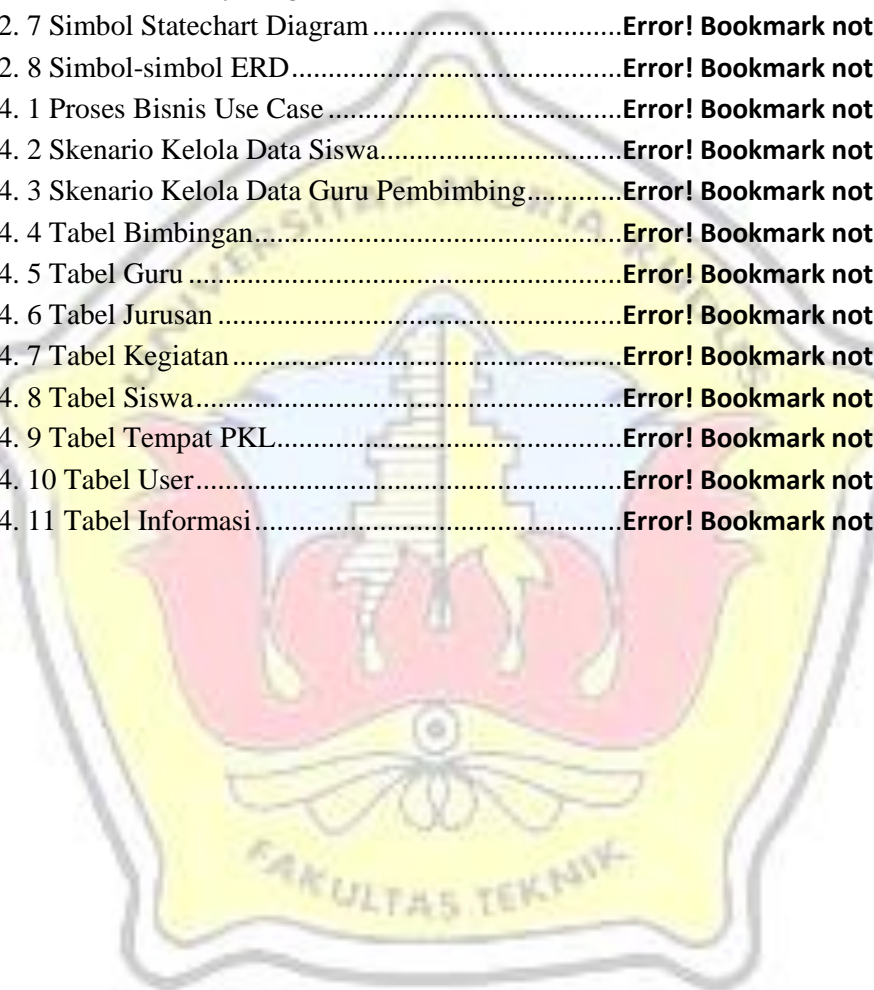 2. 7 Simbol Statechart Diagram..............................Error! Bookmark not
2. 8 Simbol-simbol ERD........................................Error! Bookmark not
4. 1 Proses Bisnis Use Case...................................Error! Bookmark not
4. 2 Skenario Kelola Data Siswa.............................Error! Bookmark not
4. 3 Skenario Kelola Data Guru Pembimbing............Error! Bookmark not
4. 4 Tabel Bimbingan.............................................Error! Bookmark not
4. 5 Tabel Guru.....................................................Error! Bookmark not
4. 6 Tabel Jurusan.................................................Error! Bookmark not
4. 7 Tabel Kegiatan...............................................Error! Bookmark not
4. 8 Tabel Siswa....................................................Error! Bookmark not
4. 9 Tabel Tempat PKL..........................................Error! Bookmark not
4. 10 Tabel User....................................................Error! Bookmark not
4. 11 Tabel Informasi.............................................Error! Bookmark not
UNIVERSITAS MURIA KUDUS
FAKULTAS TEKNIK